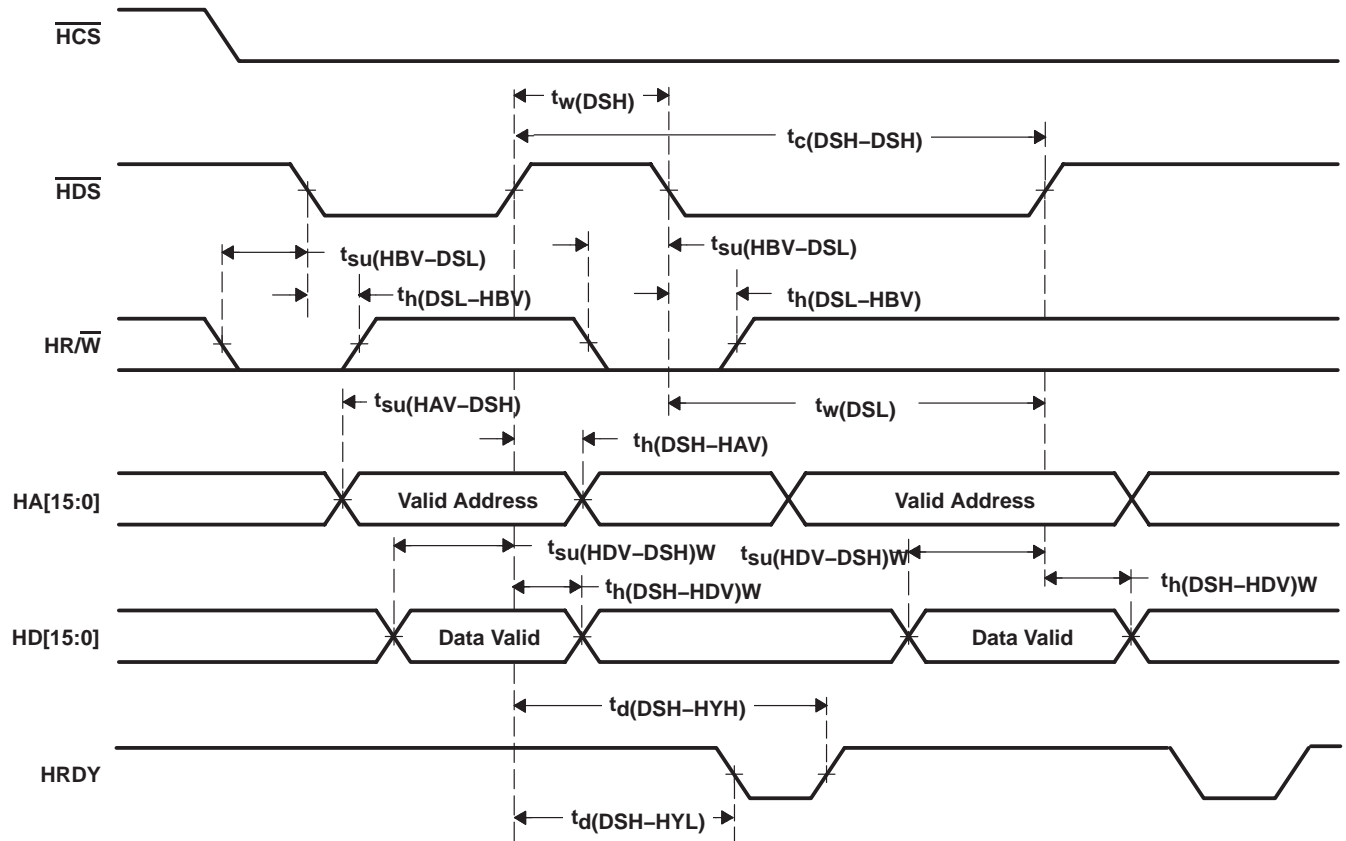 HCS
tw(DSH)
tc(DSH–DSH)
HDS
tsu(HBV–DSL)
tsu(HBV–DSL)
th(DSL–HBV)
th(DSL–HBV)
HR/W
tsu(HAV–DSH)
tw(DSL)
th(DSH–HAV)
HA[15:0]
Valid Address
Valid Address
tsu(HDV–DSH)W
tsu(HDV–DSH)W
th(DSH–HDV)W
th(DSH–HDV)W
HD[15:0]
Data Valid
Data Valid
td(DSH–HYH)
HRDY
td(DSH–HYL)